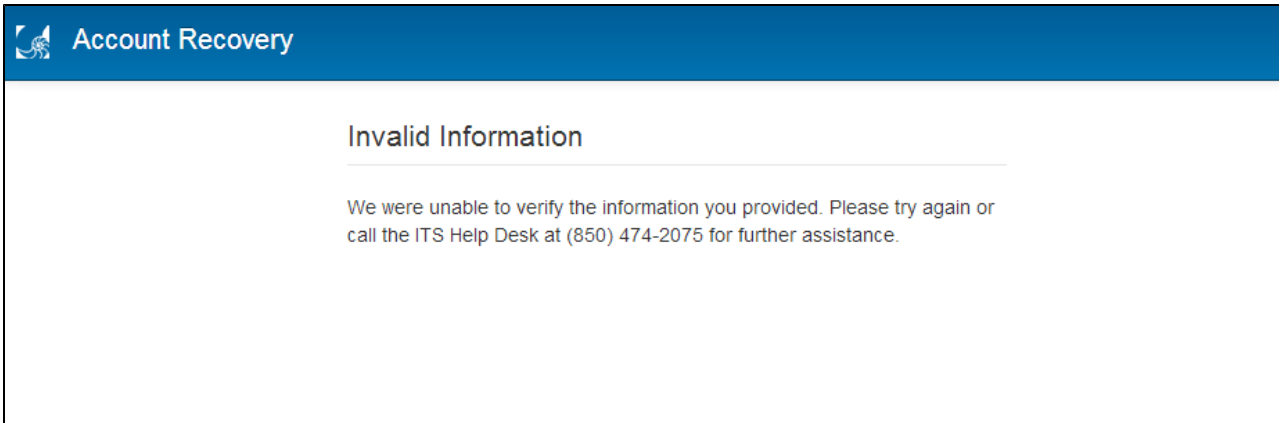 Account Recovery
Invalid Information
We were unable to verify the information you provided. Please try again or
call the ITS Help Desk at (850) 474-2075 for further assistance.